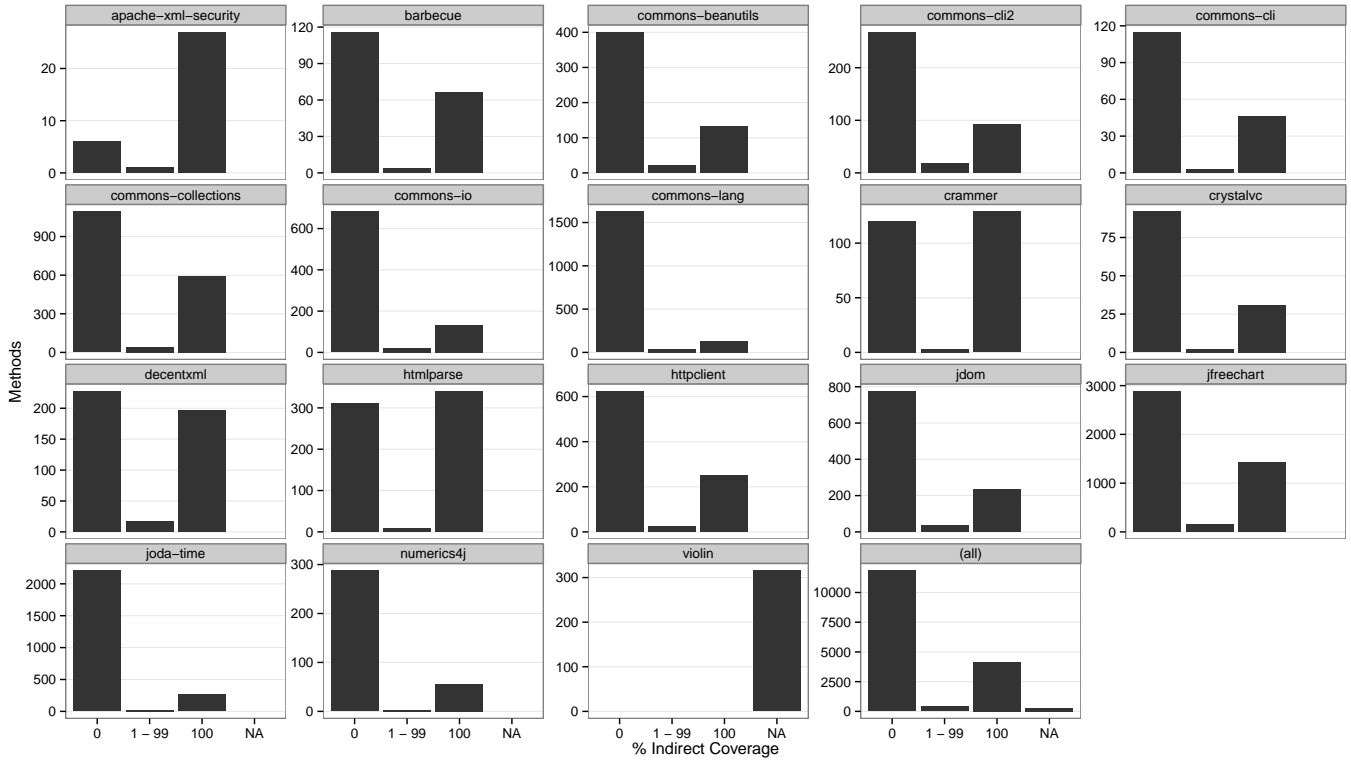 apache−xml−security barbecue commons−beanutils commons−cli2 commons−cli
20 10 0
120 90 60 30 0
400 300 200 100 0
200 100 0
120 90 60 30 0
commons−collections commons−io commons−lang crammer crystalvc
900 600 300 0
600 400 200 0
1500 1000 500 0
100 50 0
75 50 25 0
Methods
decentxml htmlparse httpclient jdom jfreechart
200 150 100 50 0
300 200 100 0
600 400 200 0
800 600 400 200 0
3000 2000 1000 0
joda−time numerics4j violin (all)
2000 1500 1000 500 0
300 200 100 0
300 200 100 0
10000 7500 5000 2500 0
0 1 − 99 100 NA 0 1 − 99 100 NA 0 1 − 99 100 NA 0 1 − 99 100 NA
% Indirect Coverage